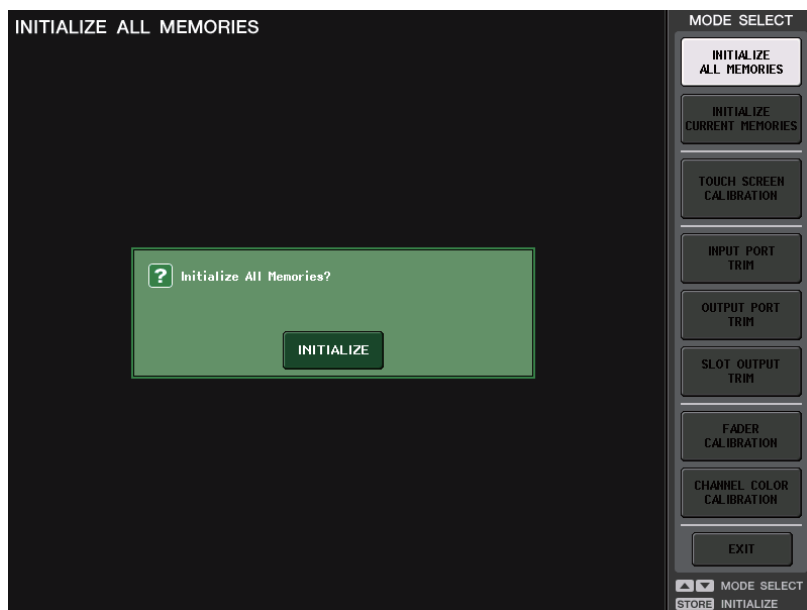 INITIALIZE ALL MEMORIES
? Initialize All Memories?
INITIALIZE
MODE SELECT
INITIALIZE
ALL MEMORIES
INITIALIZE
CURRENT MEMORIES
TOUCH SCREEN
CALIBRATION
INPUT PORT
TRIM
OUTPUT PORT
TRIM
SLOT OUTPUT
TRIM
FADER
CALIBRATION
CHANNEL COLOR
CALIBRATION
EXIT
MODE SELECT
STORE INITIALIZE